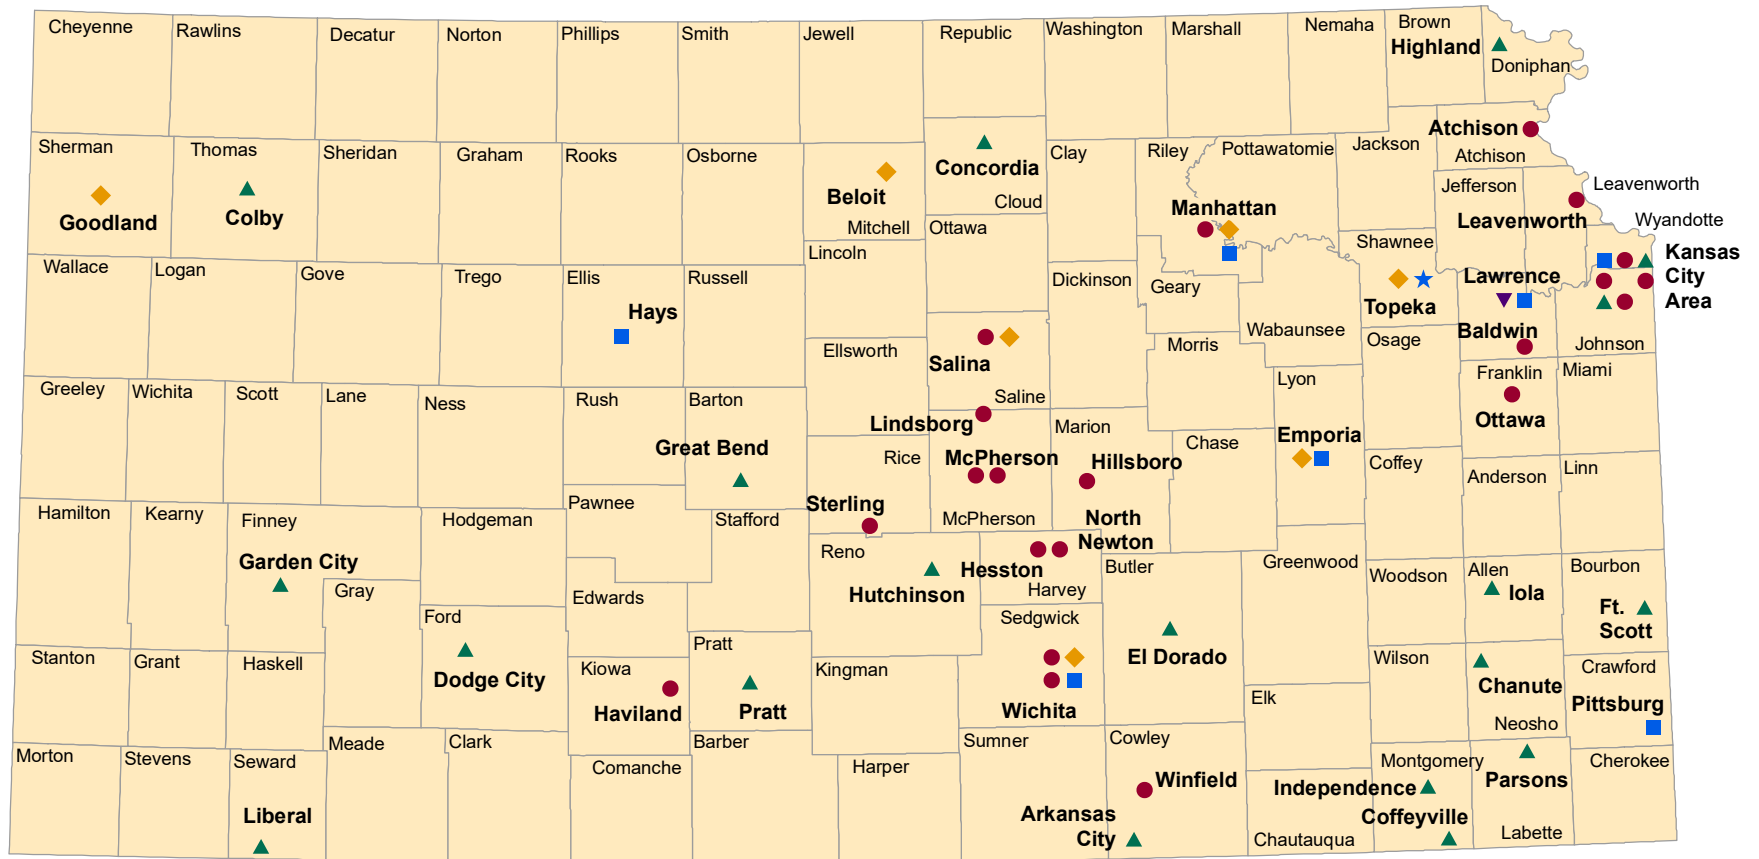 Cheyenne
Rawlins
Decatur
Norton
Phillips
Smith
Jewell
Republic
Washington
Marshall
Nemaha
Brown
Highland
Doniphan
Atchison
Atchison
Sherman
Goodland
Thomas
Colby
Sheridan
Graham
Rooks
Osborne
Beloit
Mitchell
Concordia
Cloud
Clay
Riley
Pottawatomie
Jackson
Jefferson
Leavenworth
Leavenworth
Wyandotte
Manhattan
Ottawa
Shawnee
Topeka
Lawrence
Kansas
City
Area
Baldwin
Johnson
Wallace
Logan
Gove
Trego
Ellis
Hays
Russell
Lincoln
Dickinson
Geary
Wabaunsee
Morris
Osage
Ellsworth
Salina
Saline
Lyon
Franklin
Ottawa
Miami
Greeley
Wichita
Scott
Lane
Ness
Rush
Barton
Great Bend
Lindsborg
McPherson
McPherson
Marion
Hillsboro
Chase
Emporia
Coffey
Anderson
Linn
Rice
Sterling
Hamilton
Kearny
Finney
Garden City
Hodgeman
Pawnee
Stafford
Reno
Hutchinson
North
Newton
Hesston
Harvey
Butler
El Dorado
Greenwood
Woodson
Allen
Iola
Bourbon
Ft.
Scott
Gray
Ford
Dodge City
Edwards
Sedgwick
Wichita
Stanton
Grant
Haskell
Kiowa
Haviland
Pratt
Pratt
Kingman
Elk
Wilson
Chanute
Neosho
Crawford
Pittsburg
Morton
Stevens
Seward
Liberal
Meade
Clark
Comanche
Barber
Harper
Sumner
Cowley
Winfield
Arkansas
City
Chautauqua
Montgomery
Independence
Coffeyville
Parsons
Labette
Cherokee